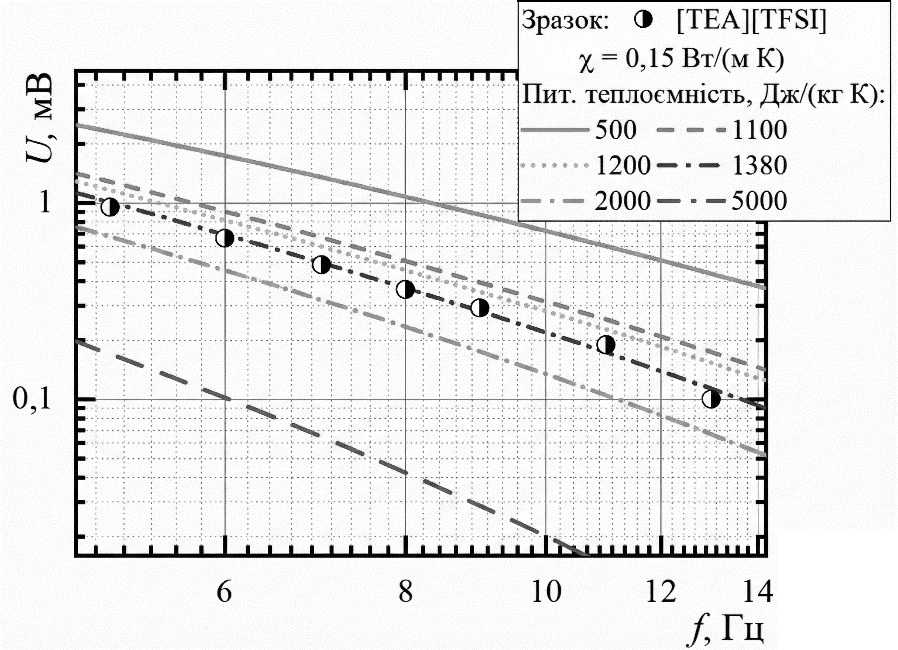 Зразок: [TEA][TFSI]
χ = 0,15 Вт/(м К)
Пит. теплоємність, Дж/(кг К):
500 1100
1200 1380
2000 5000
U, мВ
1
0,1
6 8 10 12 14
f, Гц